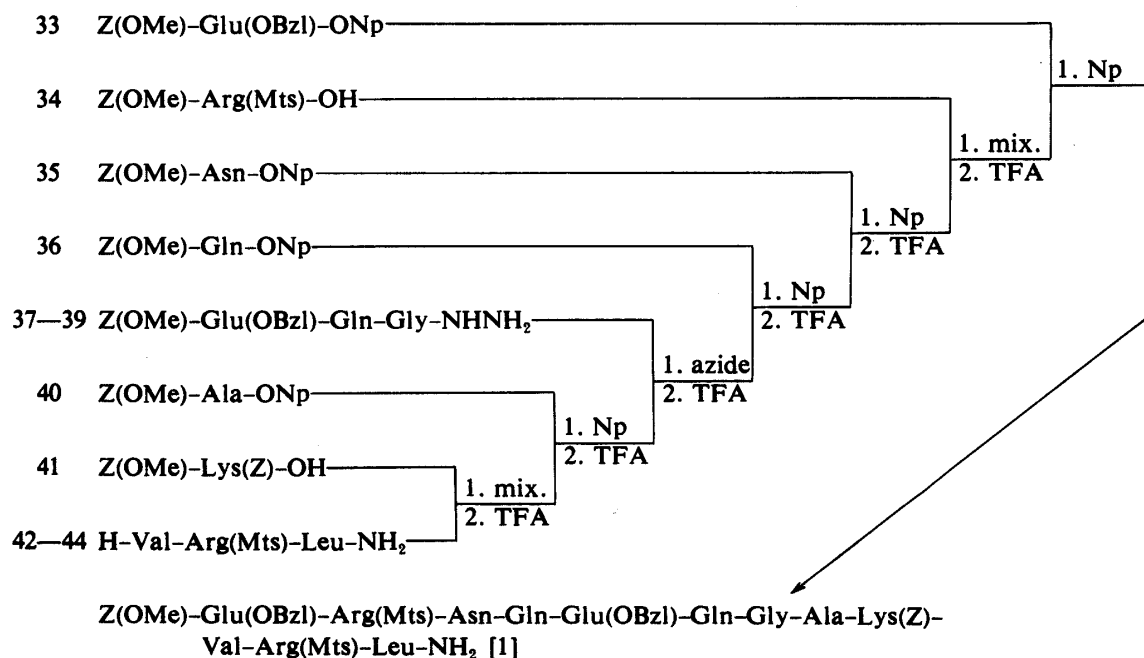 33 Z(OMe)–Glu(OBzl)–ONp
1. Np
34 Z(OMe)–Arg(Mts)–OH
1. mix.
2. TFA
35 Z(OMe)–Asn–ONp
1. Np
2. TFA
36 Z(OMe)–Gln–ONp
1. Np
2. TFA
37—39 Z(OMe)–Glu(OBzl)–Gln–Gly–NHNH₂
1. azide
2. TFA
40 Z(OMe)–Ala–ONp
1. Np
2. TFA
41 Z(OMe)–Lys(Z)–OH
1. mix.
2. TFA
42—44 H–Val–Arg(Mts)–Leu–NH₂
Z(OMe)–Glu(OBzl)–Arg(Mts)–Asn–Gln–Glu(OBzl)–Gln–Gly–Ala–Lys(Z)–
Val–Arg(Mts)–Leu–NH₂ [1]